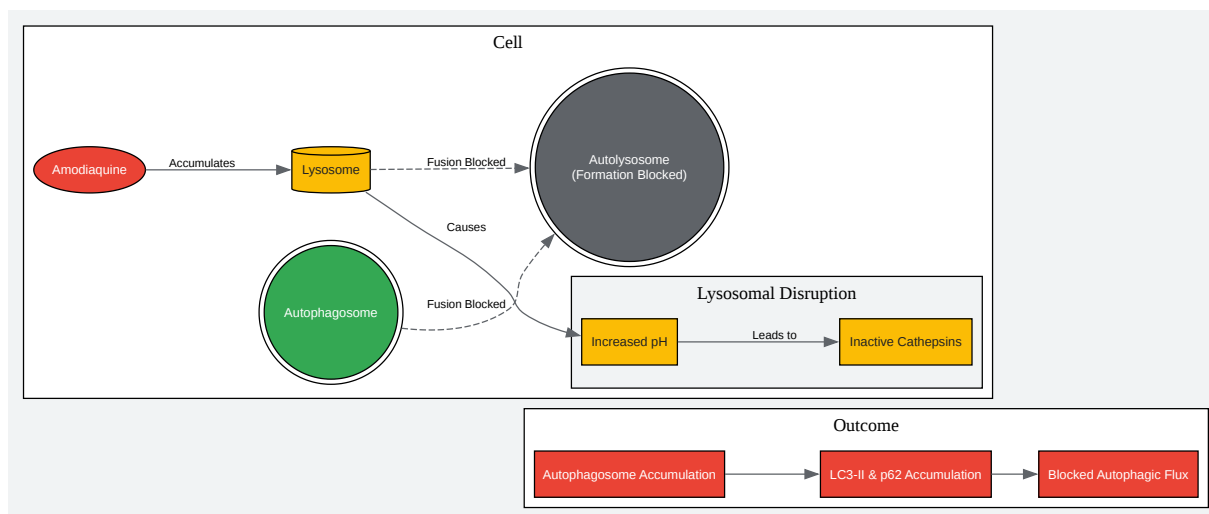 Cell
Amodiaquine
Accumulates
Lysosome
Fusion Blocked
Autolysosome
(Formation Blocked)
Causes
Autophagosome
Fusion Blocked
Lysosomal Disruption
Increased pH
Leads to
Inactive Cathepsins
Outcome
Autophagosome Accumulation
LC3-II & p62 Accumulation
Blocked Autophagic Flux